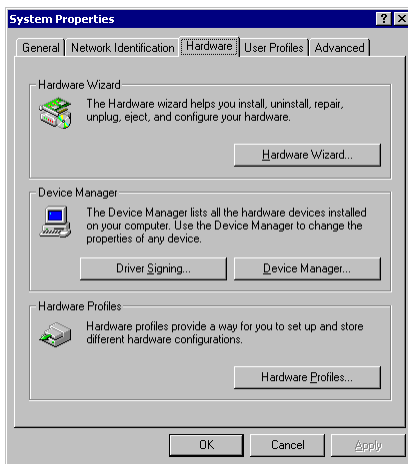 System Properties
General Network Identification Hardware User Profiles Advanced
Hardware Wizard
The Hardware wizard helps you install, uninstall, repair,
unplug, eject, and configure your hardware.
Hardware Wizard...
Device Manager
The Device Manager lists all the hardware devices installed
on your computer. Use the Device Manager to change the
properties of any device.
Driver Signing... Device Manager...
Hardware Profiles
Hardware profiles provide a way for you to set up and store
different hardware configurations.
Hardware Profiles...
OK Cancel Apply